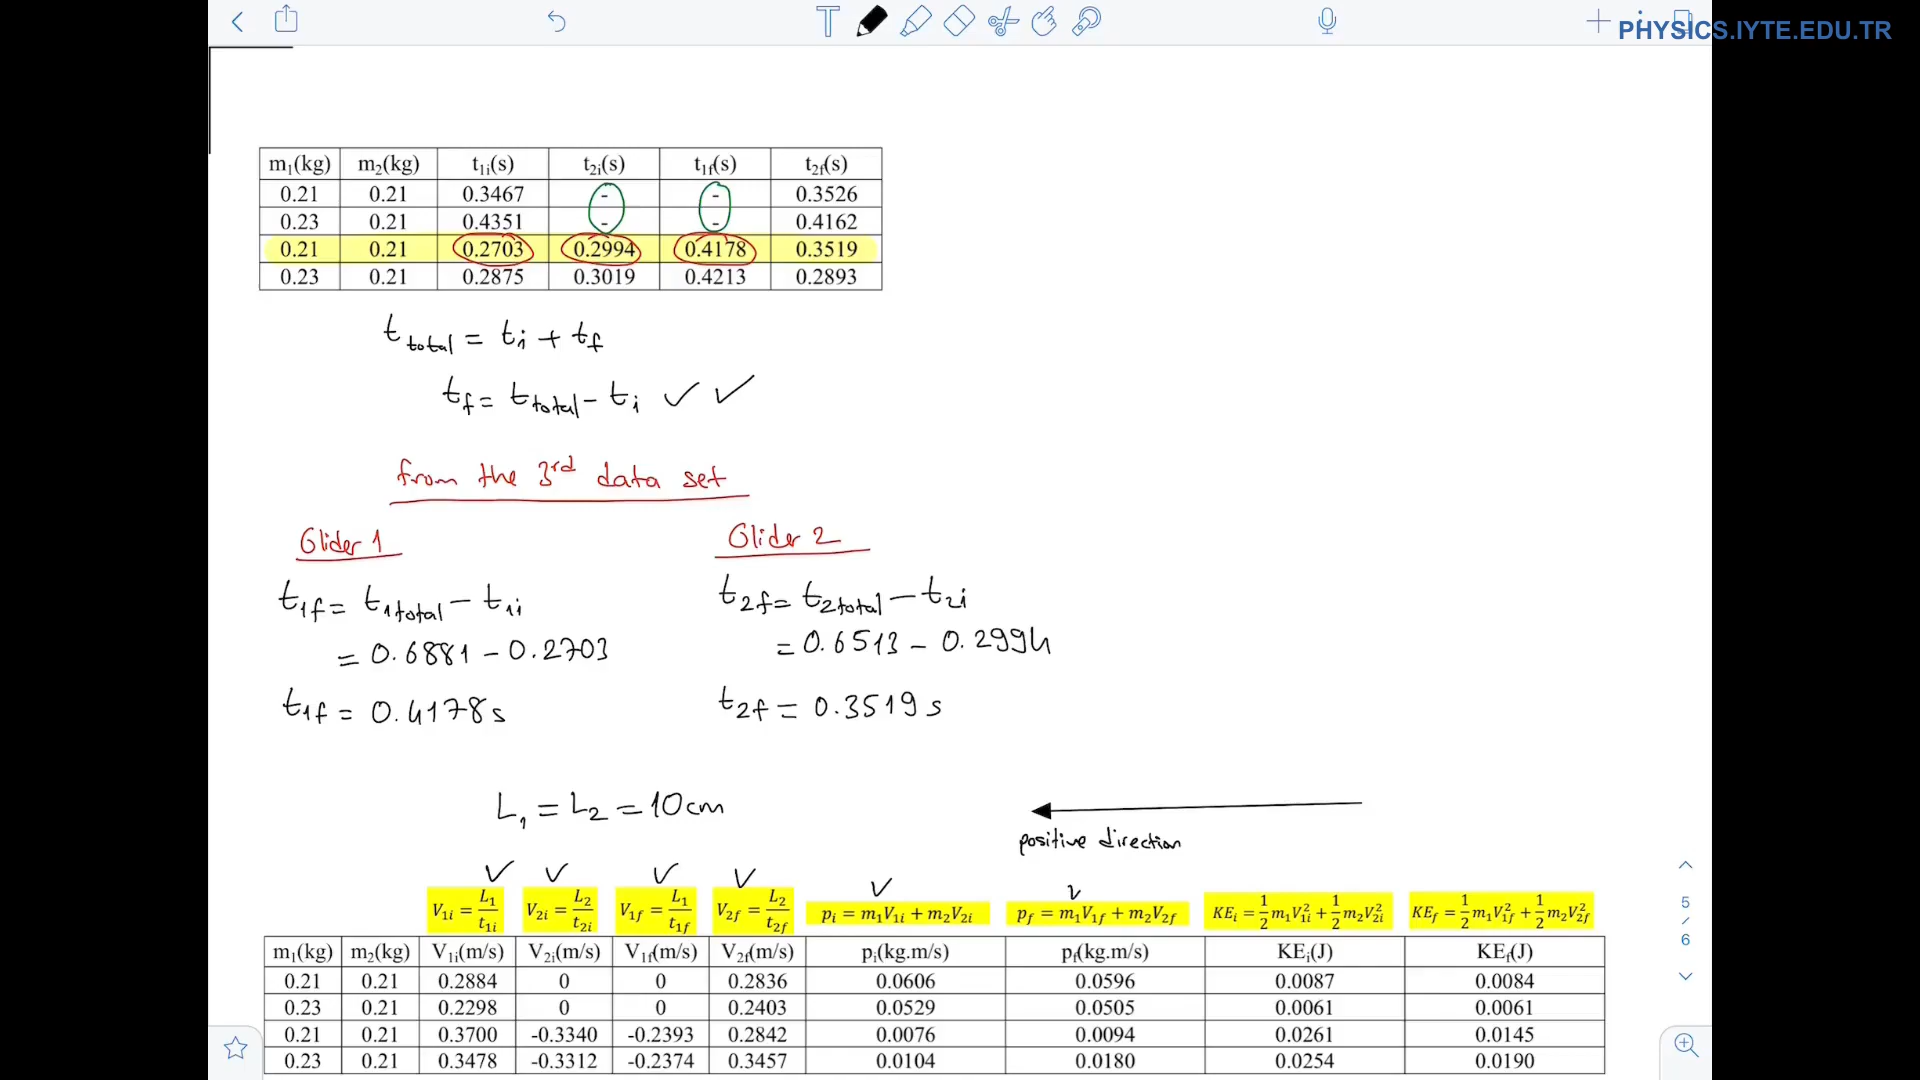 PHYSICS.IYTE.EDU.TR
m1(kg) m2(kg) t1i(s) t2i(s) t1f(s) t2f(s)
0.21 0.21 0.3467 - - 0.3526
0.23 0.21 0.4351 - - 0.4162
0.21 0.21 0.2703 0.2994 0.4178 0.3519
0.23 0.21 0.2875 0.3019 0.4213 0.2893
t total = ti + tf
tf = t total - ti ✓ ✓
from the 3rd data set
Glider 1
t1f = t1total - t1i
= 0.6881 - 0.2703
t1f = 0.4178 s
Glider 2
t2f = t2total - t2i
= 0.6513 - 0.2994
t2f = 0.3519 s
L1 = L2 = 10cm
positive direction
V1i = L1/t1i V2i = L2/t2i V1f = L1/t1f V2f = L2/t2f pi = m1V1i + m2V2i pf = m1V1f + m2V2f KEi = 1/2 m1V1i² + 1/2 m2V2i² KEf = 1/2 m1V1f² + 1/2 m2V2f²
m1(kg) m2(kg) V1i(m/s) V2i(m/s) V1f(m/s) V2f(m/s) pi(kg.m/s) pf(kg.m/s) KEi(J) KEf(J)
0.21 0.21 0.2884 0 0 0.2836 0.0606 0.0596 0.0087 0.0084
0.23 0.21 0.2298 0 0 0.2403 0.0529 0.0505 0.0061 0.0061
0.21 0.21 0.3700 -0.3340 -0.2393 0.2842 0.0076 0.0094 0.0261 0.0145
0.23 0.21 0.3478 -0.3312 -0.2374 0.3457 0.0104 0.0180 0.0254 0.0190
5
/
6